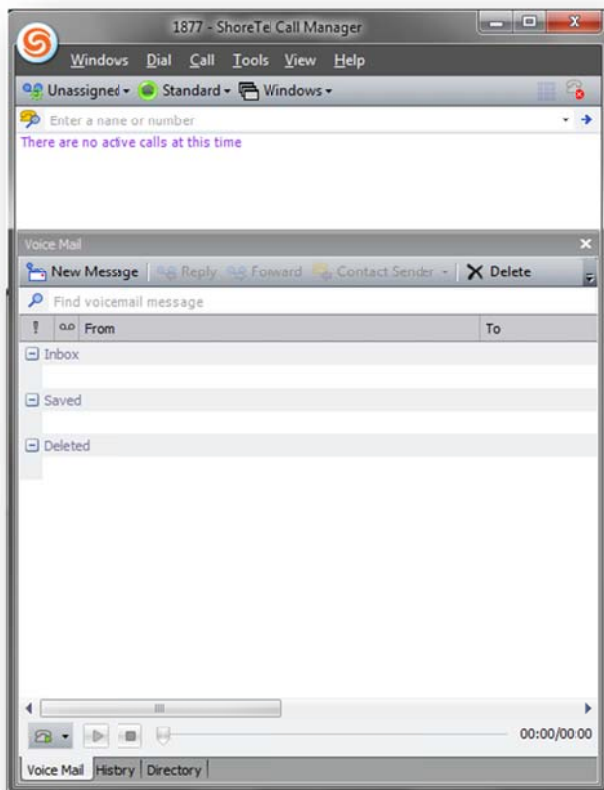 1877 - ShoreTel Call Manager
Windows Dial Call Tools View Help
Unassigned Standard Windows
Enter a name or number
There are no active calls at this time
Voice Mail
New Message Reply Forward Contact Sender Delete
Find voicemail message
! From To
Inbox
Saved
Deleted
00:00/00:00
Voice Mail History Directory